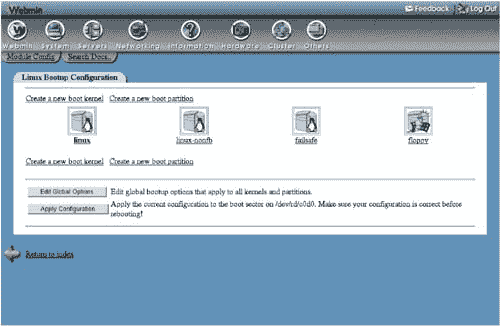 Webmin
Feedback
Log Out
Webmin System Servers Networking Information Hardware Cluster Others
Module Config
Search Docs..
Linux Bootup Configuration
Create a new boot kernel Create a new boot partition
linux
linux-nonfb
failsafe
floppy
Create a new boot kernel Create a new boot partition
Edit Global Options
Edit global bootup options that apply to all kernels and partitions.
Apply Configuration
Apply the current configuration to the boot sector on /dev/rd/c0d0. Make sure your configuration is correct before
rebooting!
Return to index